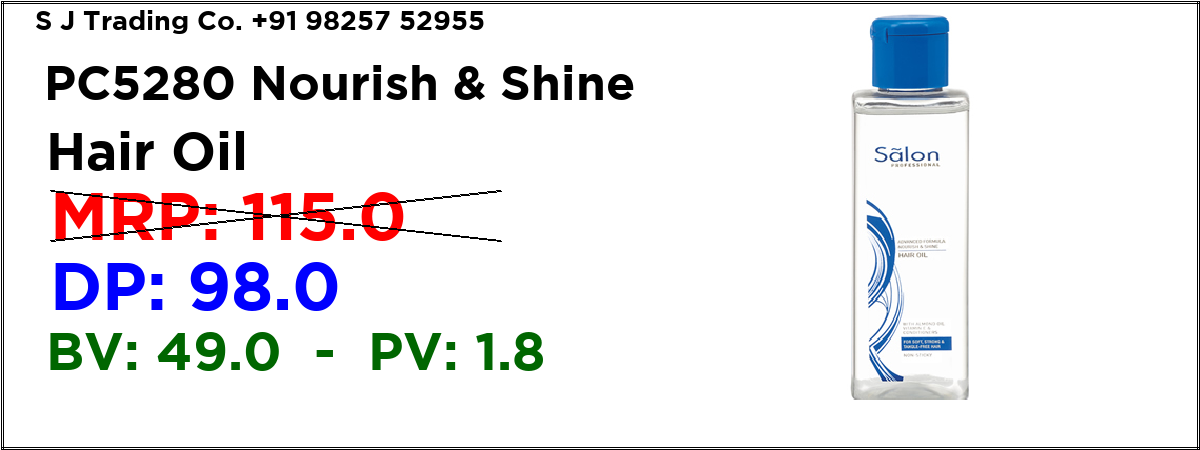 S J Trading Co. +91 98257 52955
PC5280 Nourish & Shine
Hair Oil
MRP: 115.0
DP: 98.0
BV: 49.0 - PV: 1.8
Sãlon
PROFESSIONAL
ADVANCED FORMULA
NOURISH & SHINE
HAIR OIL
WITH ALMOND OIL
VITAMIN E &
CONDITIONERS
FOR SOFT, STRONG &
TANGLE-FREE HAIR
NON-STICKY